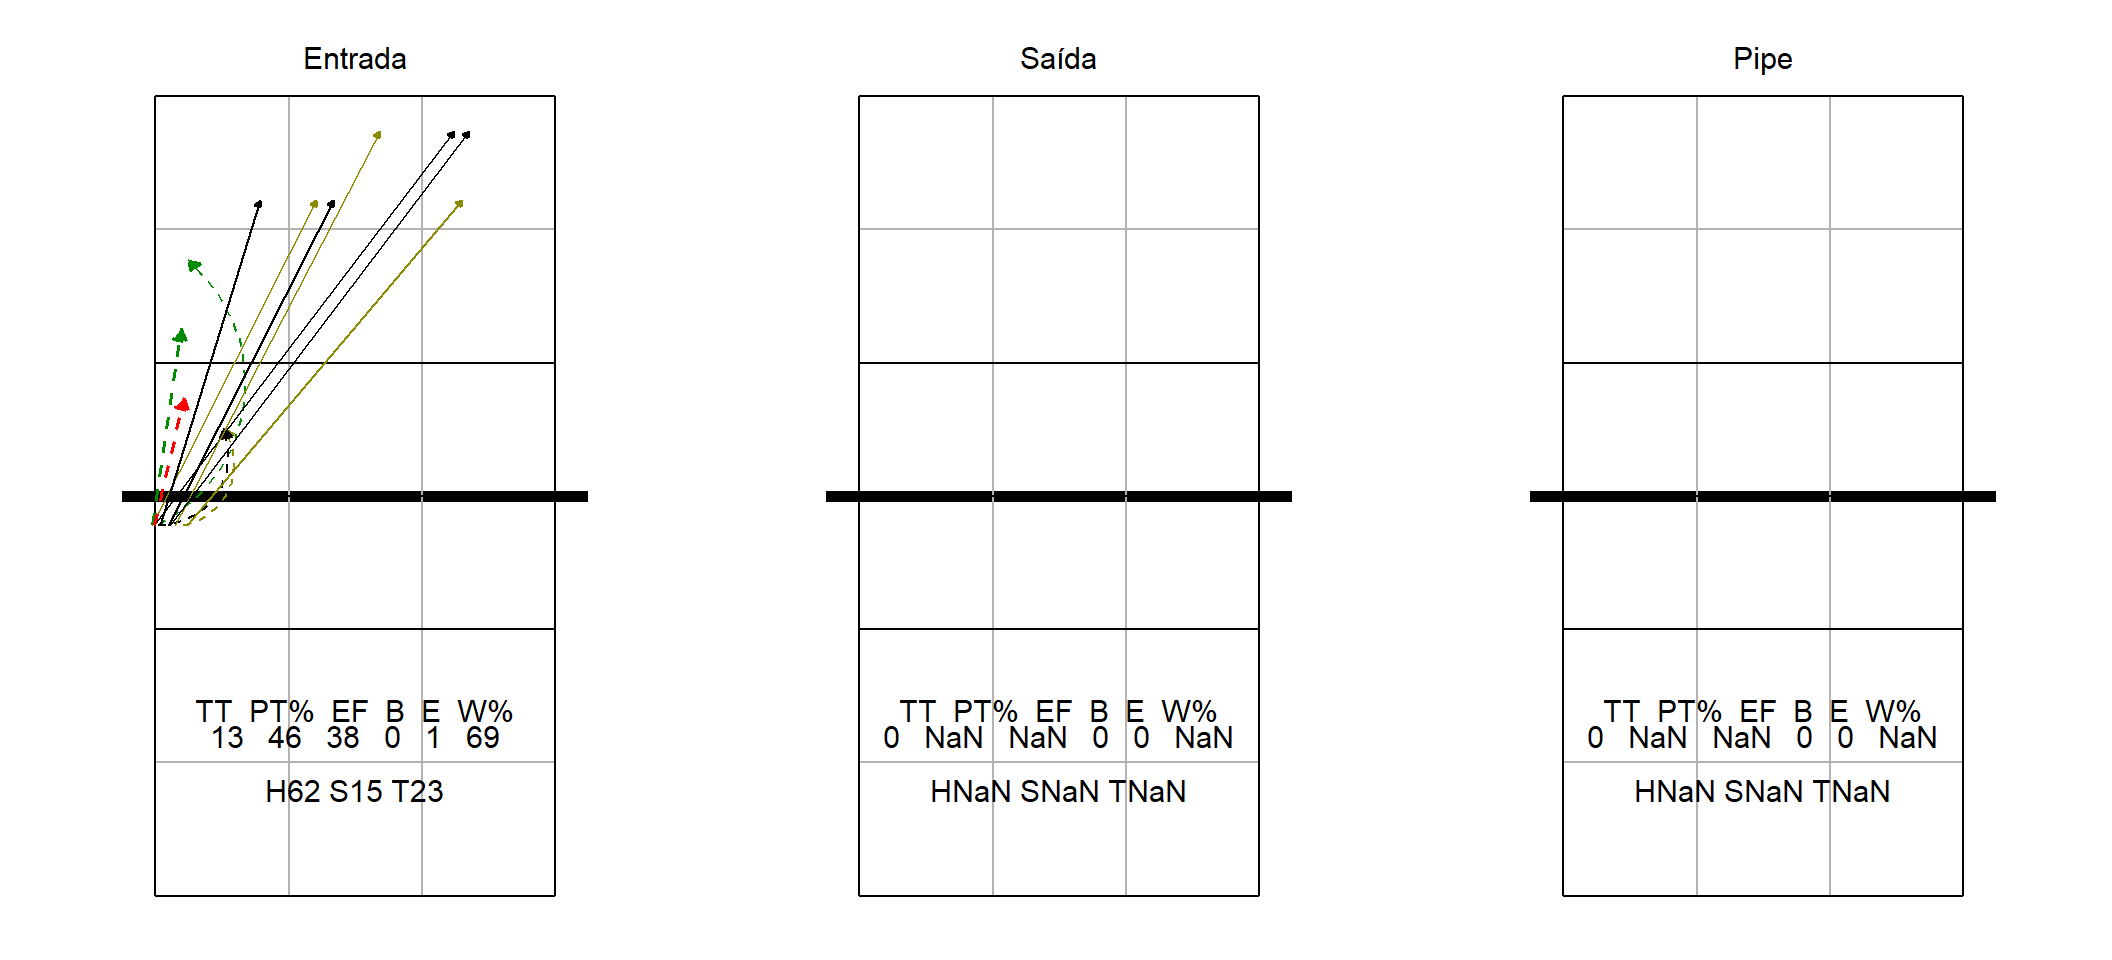 Entrada
TT PT% EF B E W%
13 46 38 0 1 69
H62 S15 T23
Saída
TT PT% EF B E W%
0 NaN NaN 0 0 NaN
HNaN SNaN TNaN
Pipe
TT PT% EF B E W%
0 NaN NaN 0 0 NaN
HNaN SNaN TNaN